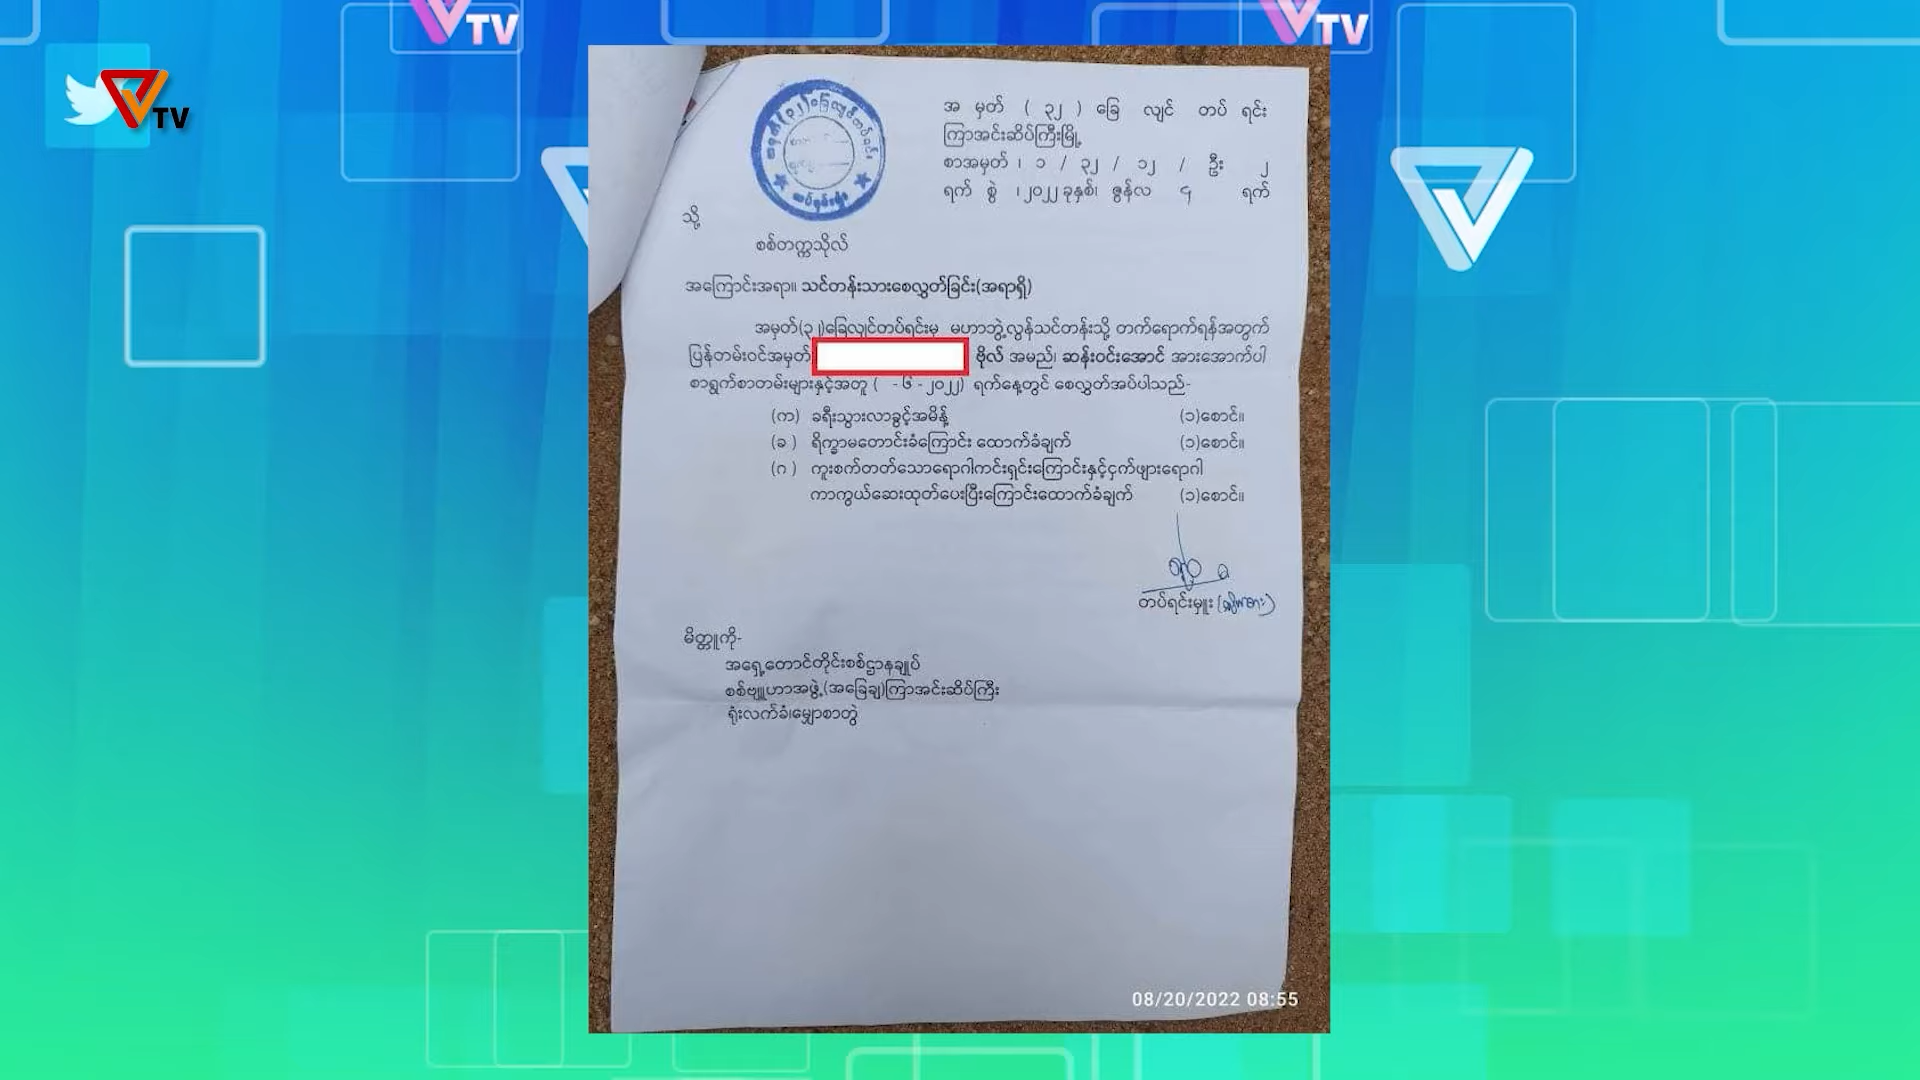 VTV
VTV
VTV
အမှတ် ( ၃၂ ) ခြေ လျင် တပ် ရင်း
ကြာအင်းဆိပ်ကြီးမြို့
စာအမှတ် ၊ ၁ / ၃၂ / ၁၂ / ဦး ၂
ရက် စွဲ ၊၂၀၂၂ခုနှစ်၊ ဇွန်လ ၄ ရက်
သို့
စစ်တက္ကသိုလ်
အကြောင်းအရာ။ သင်တန်းသားစေလွှတ်ခြင်း(အရာရှိ)
အမှတ်(၃၂)ခြေလျင်တပ်ရင်းမှ မဟာဘွဲ့လွန်သင်တန်းသို့ တက်ရောက်ရန်အတွက်
ပြန်တမ်းဝင်အမှတ် ဗိုလ် အမည်၊ ဆန်းဝင်းအောင် အားအောက်ပါ
စာရွက်စာတမ်းများနှင့်အတူ ( - ၆ - ၂၀၂၂) ရက်နေ့တွင် စေလွှတ်အပ်ပါသည်-
(က) ခရီးသွားလာခွင့်အမိန့် (၁)စောင်။
(ခ ) ရိက္ခာမတောင်းခံကြောင်း ထောက်ခံချက် (၁)စောင်။
(ဂ ) ကူးစက်တတ်သောရောဂါကင်းရှင်းကြောင်းနှင့်ငှက်ဖျားရောဂါ
ကာကွယ်ဆေးထုတ်ပေးပြီးကြောင်းထောက်ခံချက် (၁)စောင်။
တပ်ရင်းမှူး
မိတ္တူကို-
အရှေ့တောင်တိုင်းစစ်ဌာနချုပ်
စစ်ဗျူဟာအဖွဲ့(အခြေချ)ကြာအင်းဆိပ်ကြီး
ရုံးလက်ခံ၊မျှောစာတွဲ
08/20/2022 08:55